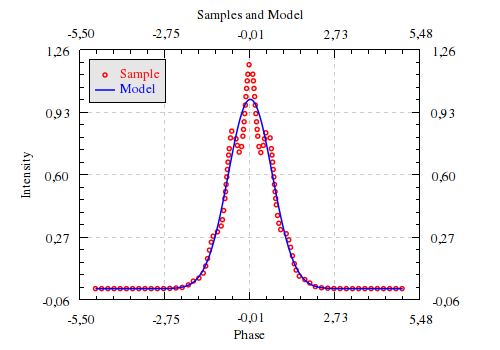 Samples and Model
-5,50 -2,75 -0,01 2,73 5,48
1,26 1,26
Sample
Model
0,93 0,93
Intensity
0,60 0,60
0,27 0,27
-0,06 -0,06
-5,50 -2,75 -0,01 2,73 5,48
Phase